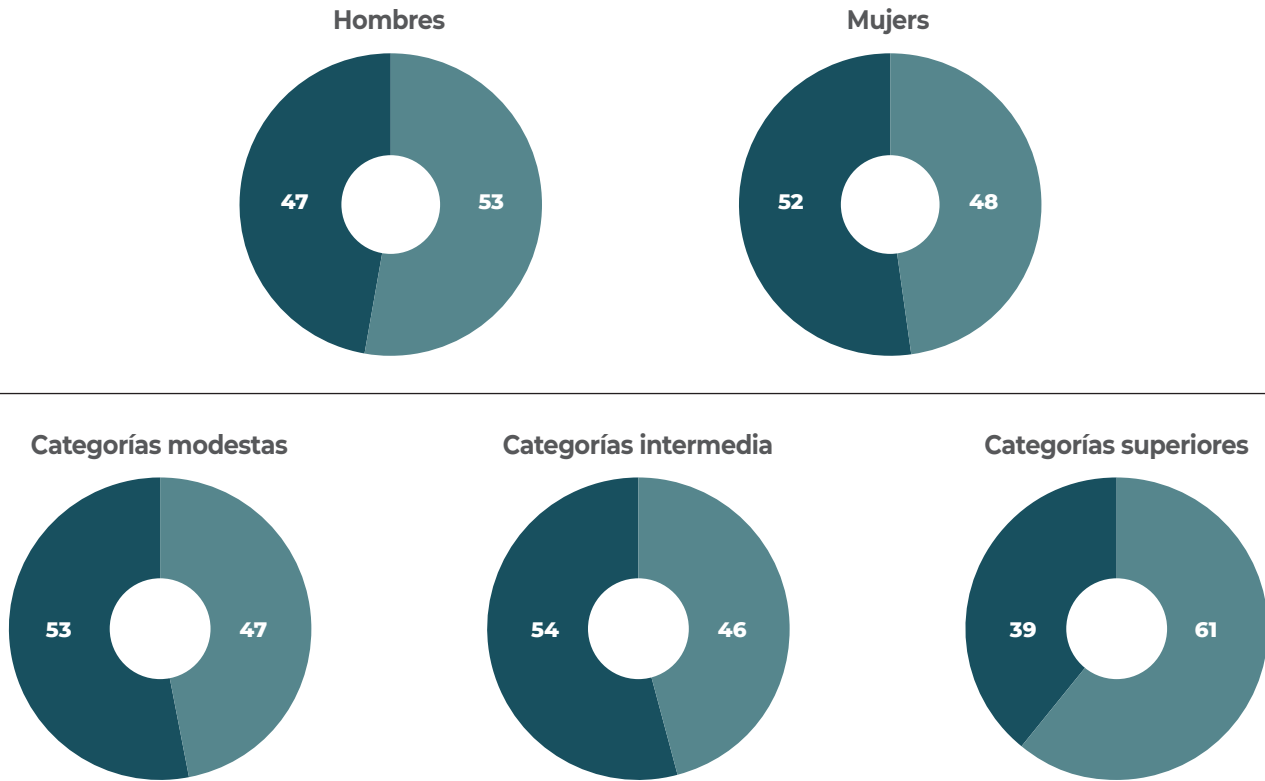 Hombres
Mujers
47
53
52
48
Categorías modestas
Categorías intermedia
Categorías superiores
53
47
54
46
39
61